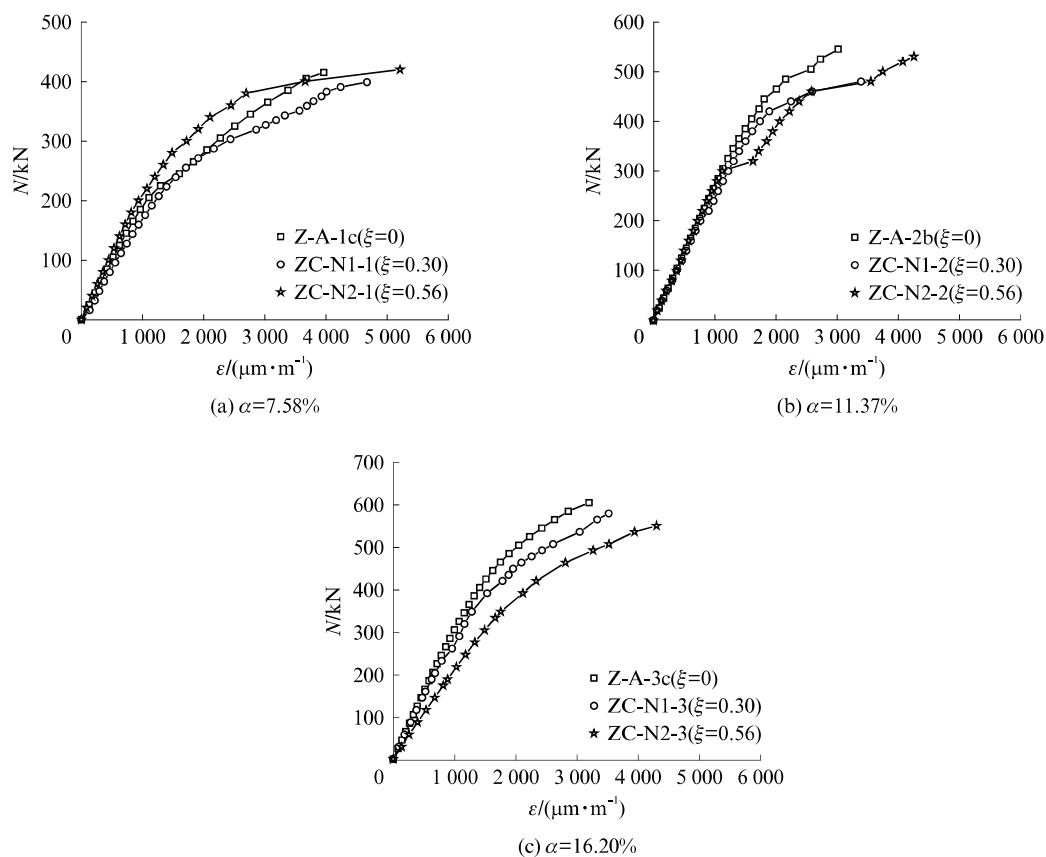 500
400
300
200
100
0
1 000
2 000
3 000
4 000
5 000
6 000
N/kN
ε/(μm·m⁻¹)
Z-A-1c(ξ=0)
ZC-N1-1(ξ=0.30)
ZC-N2-1(ξ=0.56)
(a) α=7.58%
600
500
400
300
200
100
0
1 000
2 000
3 000
4 000
5 000
6 000
N/kN
ε/(μm·m⁻¹)
Z-A-2b(ξ=0)
ZC-N1-2(ξ=0.30)
ZC-N2-2(ξ=0.56)
(b) α=11.37%
700
600
500
400
300
200
100
0
1 000
2 000
3 000
4 000
5 000
6 000
N/kN
ε/(μm·m⁻¹)
Z-A-3c(ξ=0)
ZC-N1-3(ξ=0.30)
ZC-N2-3(ξ=0.56)
(c) α=16.20%